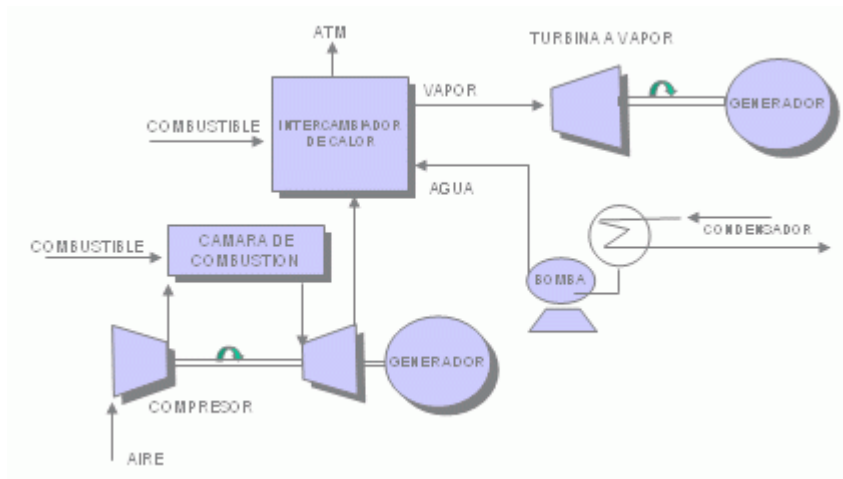 ATM
TURBINA A VAPOR
VAPOR
GENERADOR
COMBUSTIBLE
INTERCAMBIADOR
DE CALOR
AGUA
CONDENSADOR
COMBUSTIBLE
CAMARA DE
COMBUSTION
BOMBA
GENERADOR
COMPRESOR
AIRE